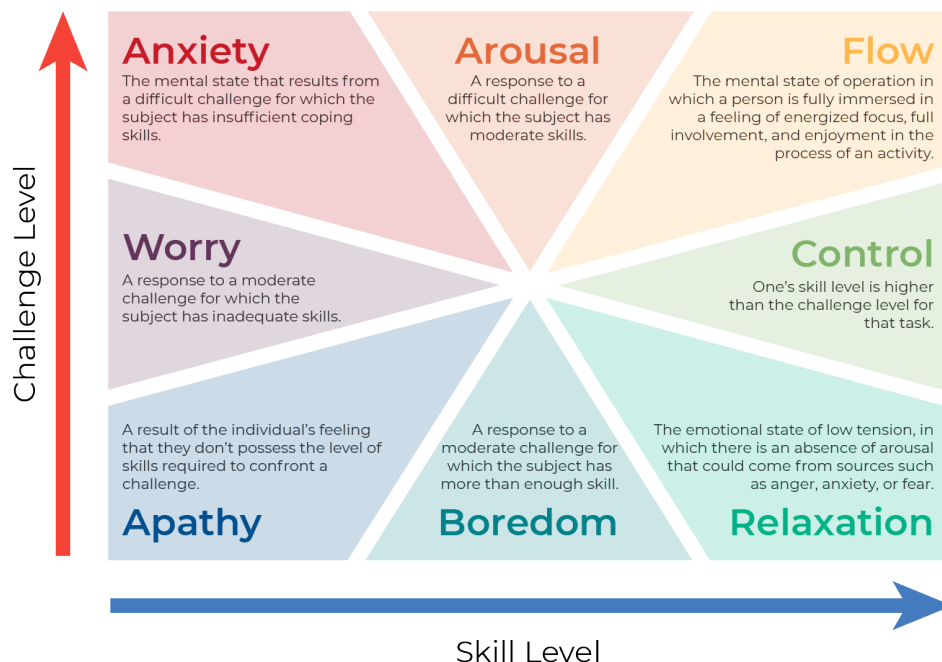 Challenge Level
Anxiety
The mental state that results from
a difficult challenge for which the
subject has insufficient coping
skills.
Arousal
A response to a
difficult challenge for
which the subject has
moderate skills.
Flow
The mental state of operation in
which a person is fully immersed in
a feeling of energized focus, full
involvement, and enjoyment in the
process of an activity.
Worry
A response to a moderate
challenge for which the
subject has inadequate skills.
Control
One’s skill level is higher
than the challenge level for
that task.
A result of the individual’s feeling
that they don’t possess the level of
skills required to confront a
challenge.
Apathy
A response to a
moderate challenge for
which the subject has
more than enough skill.
Boredom
The emotional state of low tension, in
which there is an absence of arousal
that could come from sources such
as anger, anxiety, or fear.
Relaxation
Skill Level